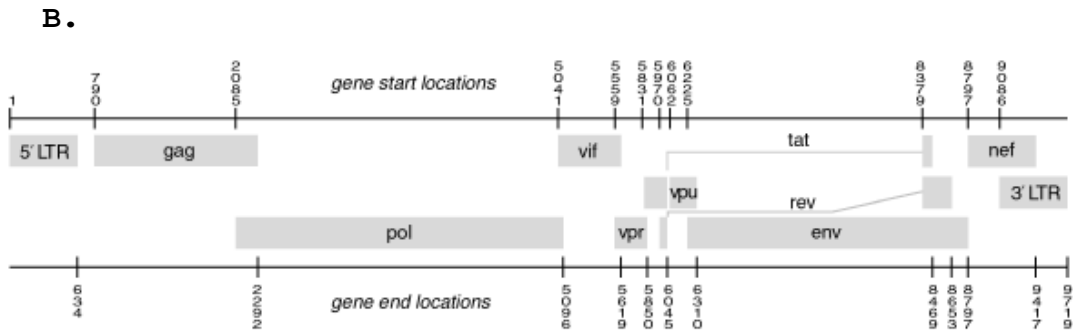 B.
1 790 2085 gene start locations 5041 5559 5831 5970 6062 6225 8379 8797 9086
5′ LTR gag vif tat nef
vpu rev 3′ LTR
pol vpr env
634 2292 gene end locations 5096 5619 5850 6045 6310 8469 8653 8797 9417 9719